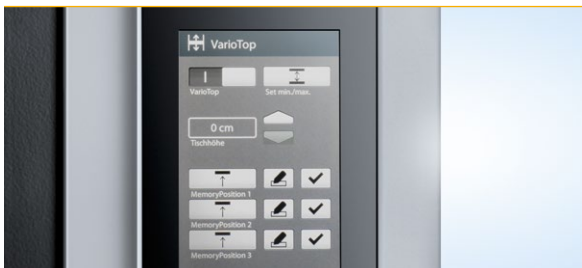 VarioTop
VarioTop
Set min./max.
0 cm
Tischhöhe
MemoryPosition 1
MemoryPosition 2
MemoryPosition 3